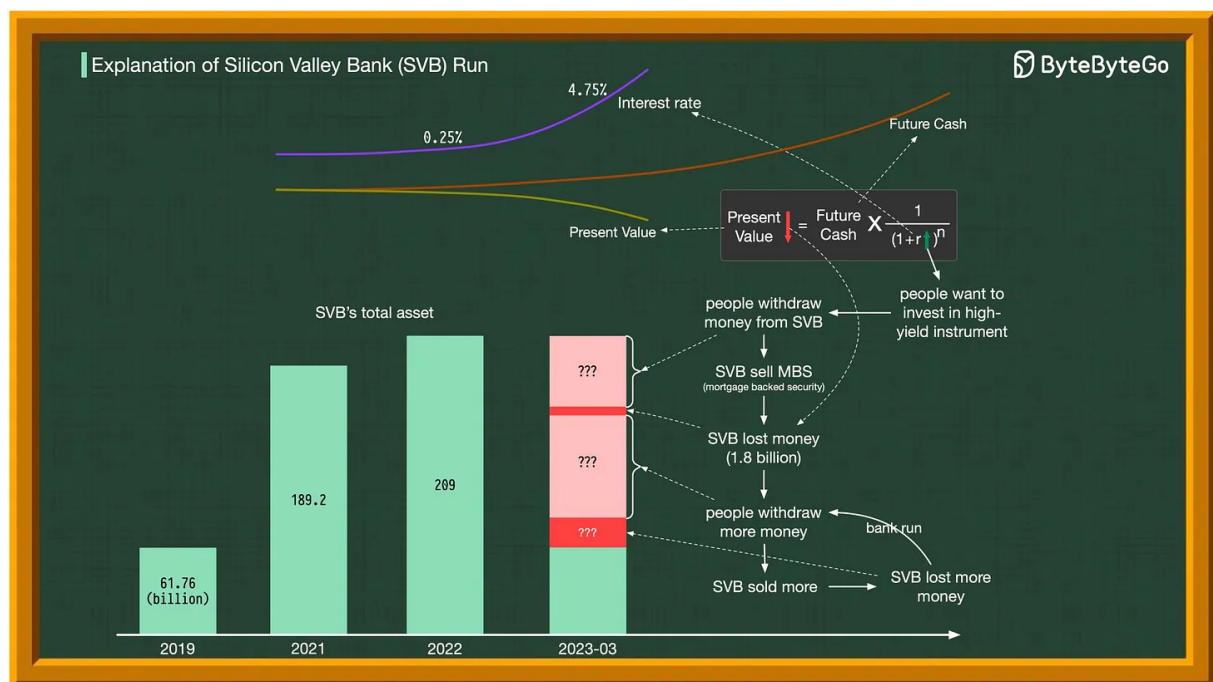 Explanation of Silicon Valley Bank (SVB) Run
ByteByteGo
4.75%
Interest rate
0.25%
Future Cash
Present
Value
=
Future
Cash
X
1
(1+r )n
Present Value
people want to
invest in high-
yield instrument
people withdraw
money from SVB
SVB sell MBS
(mortgage backed security)
SVB lost money
(1.8 billion)
people withdraw
more money
bank run
SVB sold more
SVB lost more
money
SVB's total asset
61.76
(billion)
189.2
209
???
???
???
2019
2021
2022
2023-03